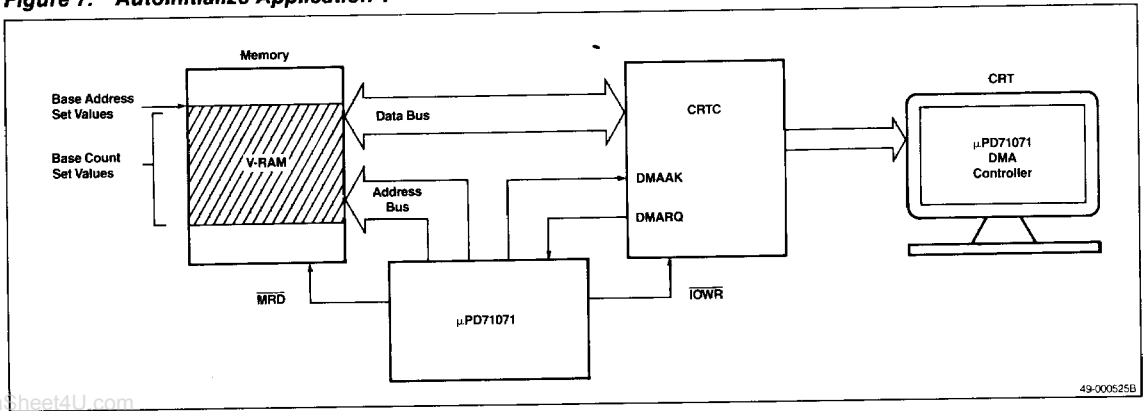 Figure 7. Autoinitialize Application 1
Memory
Base Address
Set Values
Base Count
Set Values
V-RAM
Data Bus
Address
Bus
CRTC
DMAAK
DMARQ
CRT
μPD71071
DMA
Controller
MRD
μPD71071
IOWR
49-000525B
Sheet4U.com